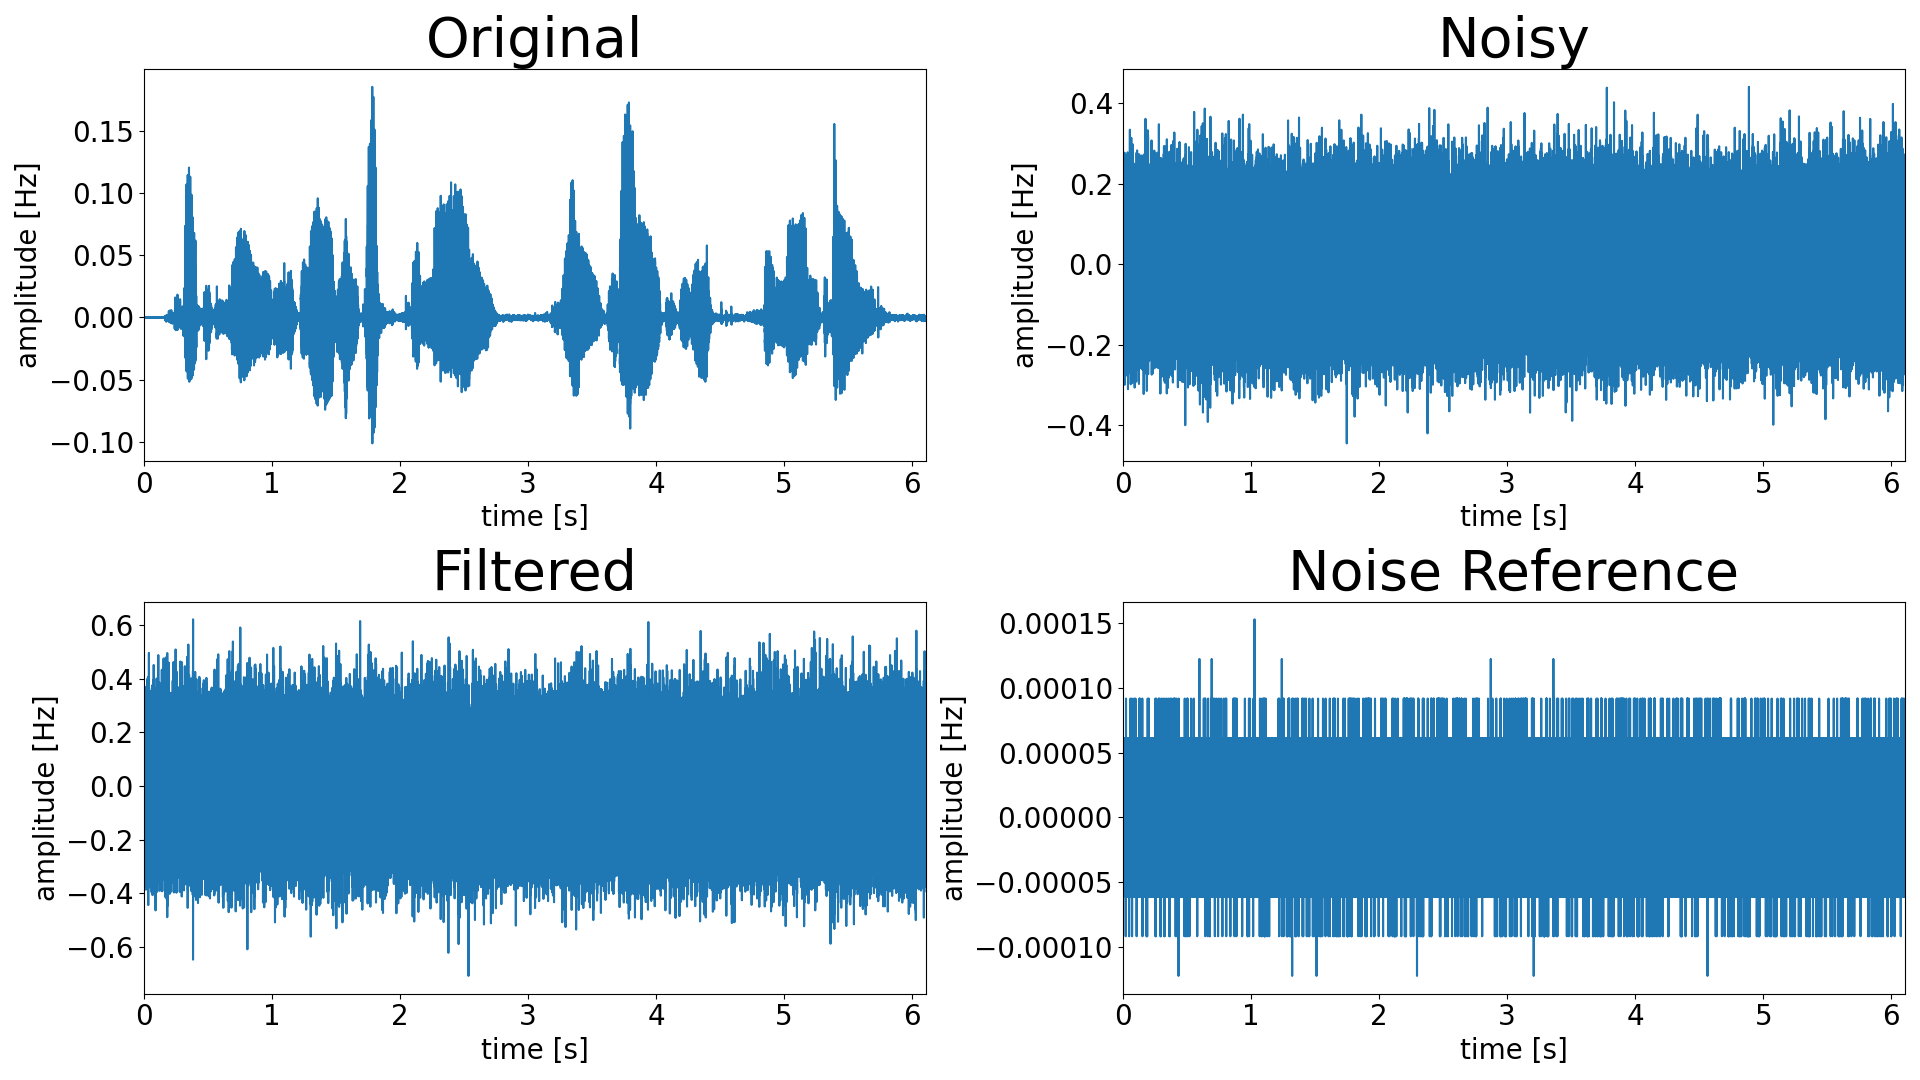 Original
amplitude [Hz]
0.15
0.10
0.05
0.00
−0.05
−0.10
0 1 2 3 4 5 6
time [s]
Noisy
amplitude [Hz]
0.4
0.2
0.0
−0.2
−0.4
0 1 2 3 4 5 6
time [s]
Filtered
amplitude [Hz]
0.6
0.4
0.2
0.0
−0.2
−0.4
−0.6
0 1 2 3 4 5 6
time [s]
Noise Reference
amplitude [Hz]
0.00015
0.00010
0.00005
0.00000
−0.00005
−0.00010
0 1 2 3 4 5 6
time [s]